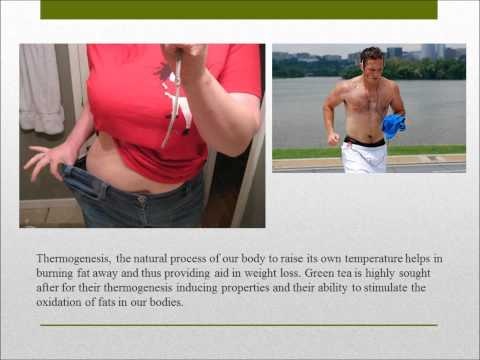 Thermogenesis, the natural process of our body to raise its own temperature helps in
burning fat away and thus providing aid in weight loss. Green tea is highly sought
after for their thermogenesis inducing properties and their ability to stimulate the
oxidation of fats in our bodies.